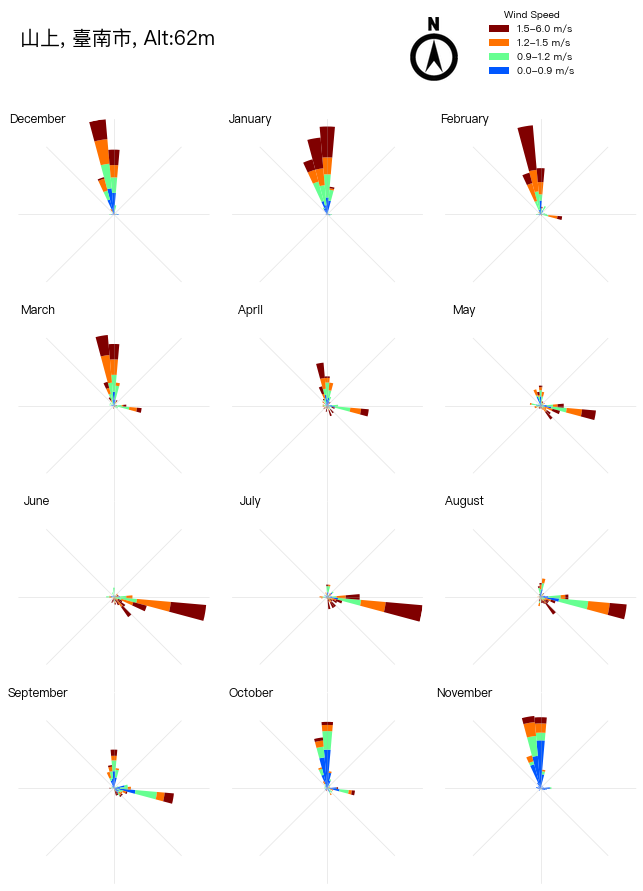 山上, 臺南市, Alt:62m
N
Wind Speed
1.5–6.0 m/s
1.2–1.5 m/s
0.9–1.2 m/s
0.0–0.9 m/s
December
January
February
March
April
May
June
July
August
September
October
November